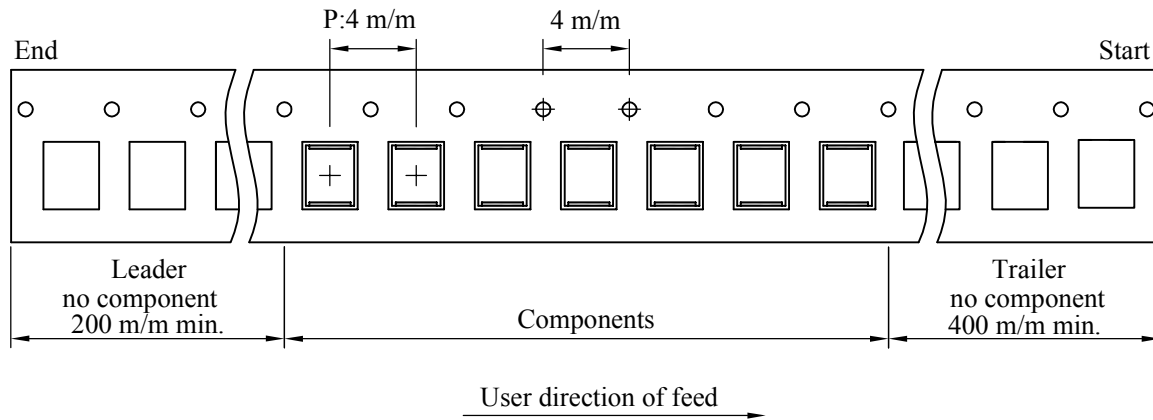 P:4 m/m
4 m/m
End
Start
Leader
no component
200 m/m min.
Components
Trailer
no component
400 m/m min.
User direction of feed